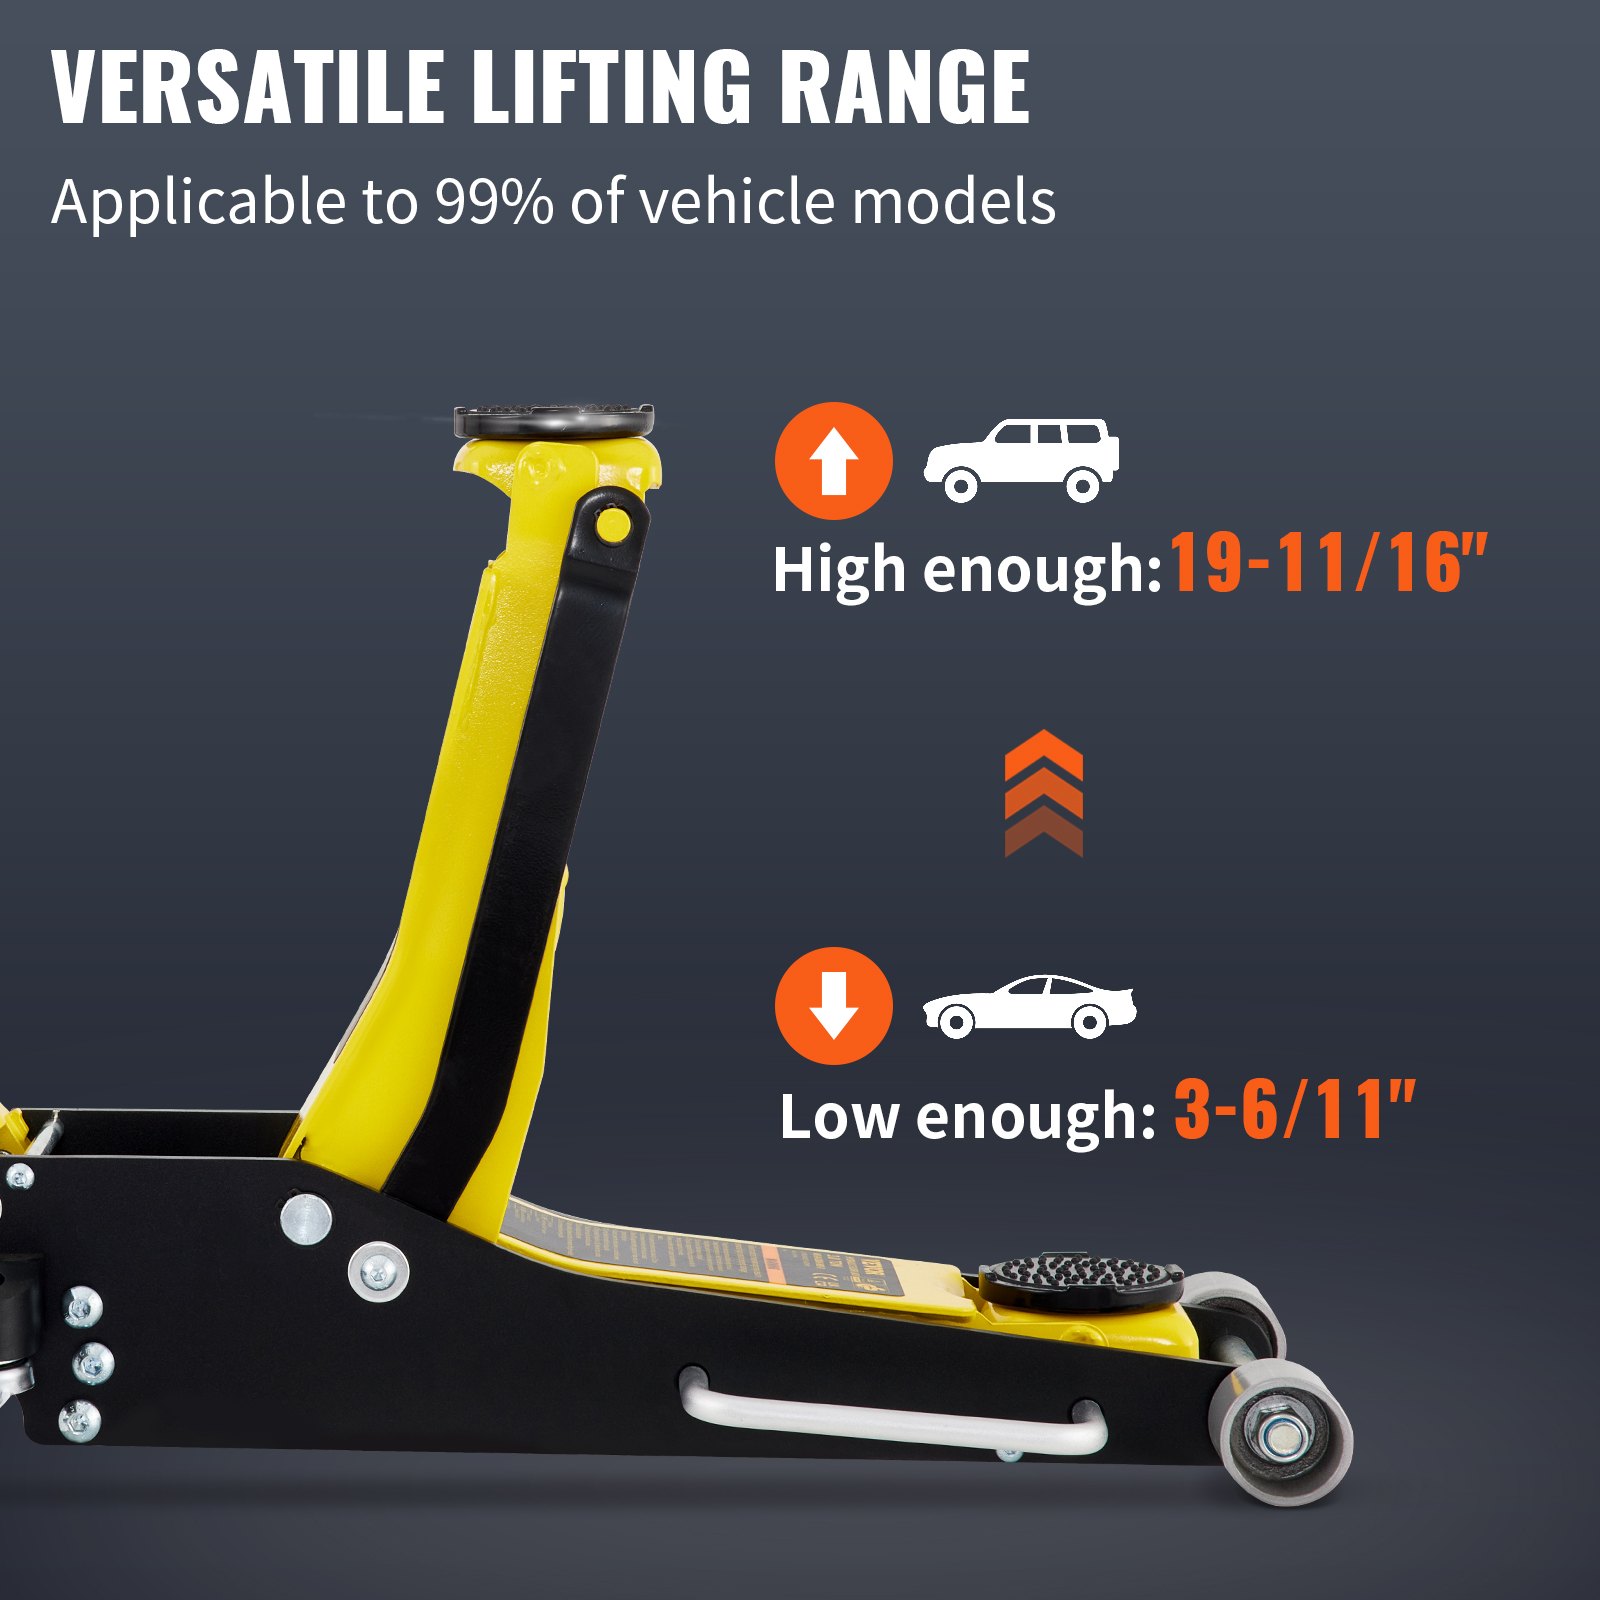 VERSATILE LIFTING RANGE
Applicable to 99% of vehicle models
High enough: 19-11/16"
Low enough: 3-6/11"